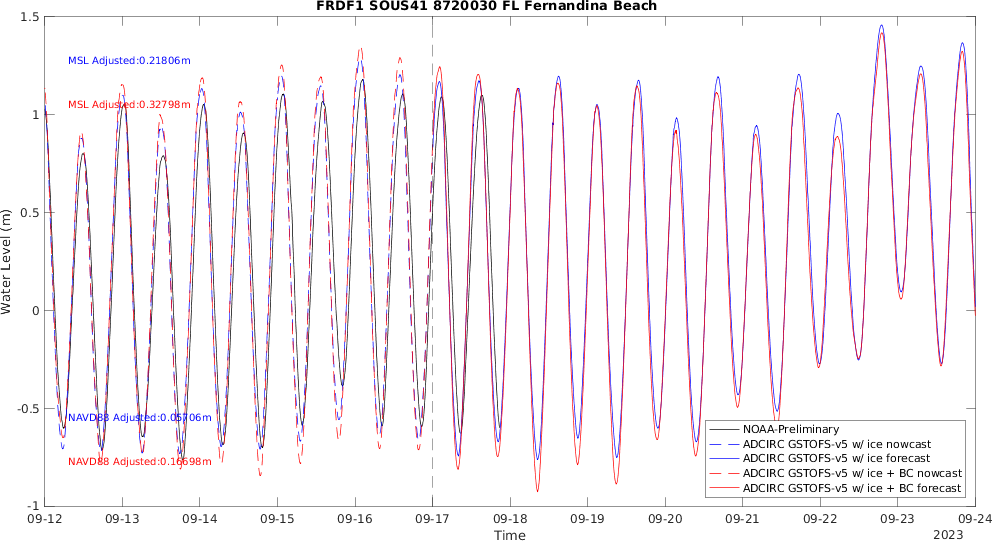 FRDF1 SOUS41 8720030 FL Fernandina Beach
1.5
1
0.5
0
-0.5
-1
Water Level (m)
MSL Adjusted:0.21806m
MSL Adjusted:0.32798m
NAVD88 Adjusted:0.05706m
NAVD88 Adjusted:0.16698m
NOAA-Preliminary
ADCIRC GSTOFS-v5 w/ ice nowcast
ADCIRC GSTOFS-v5 w/ ice forecast
ADCIRC GSTOFS-v5 w/ ice + BC nowcast
ADCIRC GSTOFS-v5 w/ ice + BC forecast
09-12 09-13 09-14 09-15 09-16 09-17 09-18 09-19 09-20 09-21 09-22 09-23 09-24
Time
2023